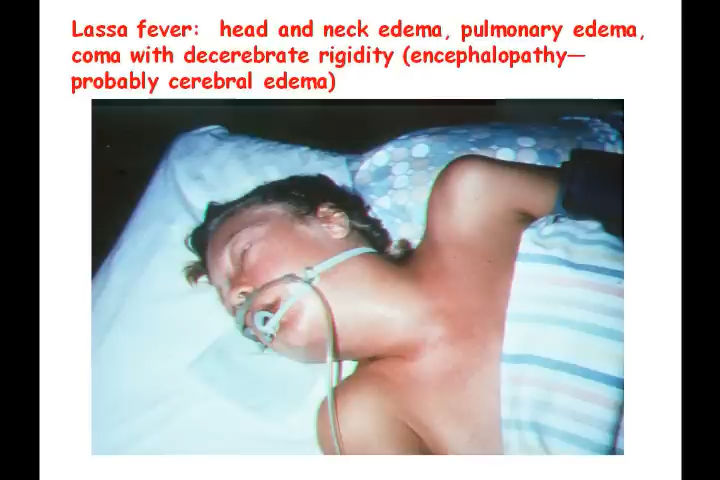 Lassa fever: head and neck edema, pulmonary edema,
coma with decerebrate rigidity (encephalopathy—
probably cerebral edema)